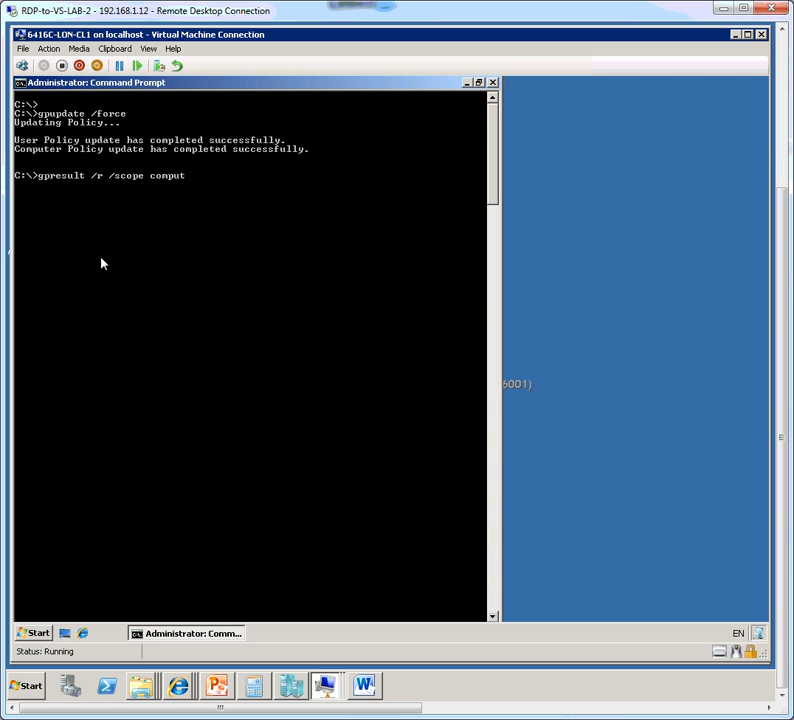 RDP-to-VS-LAB-2 - 192.168.1.12 - Remote Desktop Connection
6416C-LON-CL1 on localhost - Virtual Machine Connection
File Action Media Clipboard View Help
Administrator: Command Prompt
C:\>
C:\>gpupdate /force
Updating Policy...
User Policy update has completed successfully.
Computer Policy update has completed successfully.
C:\>gpresult /r /scope comput
6001)
Start
Administrator: Comm...
EN
Status: Running
Start